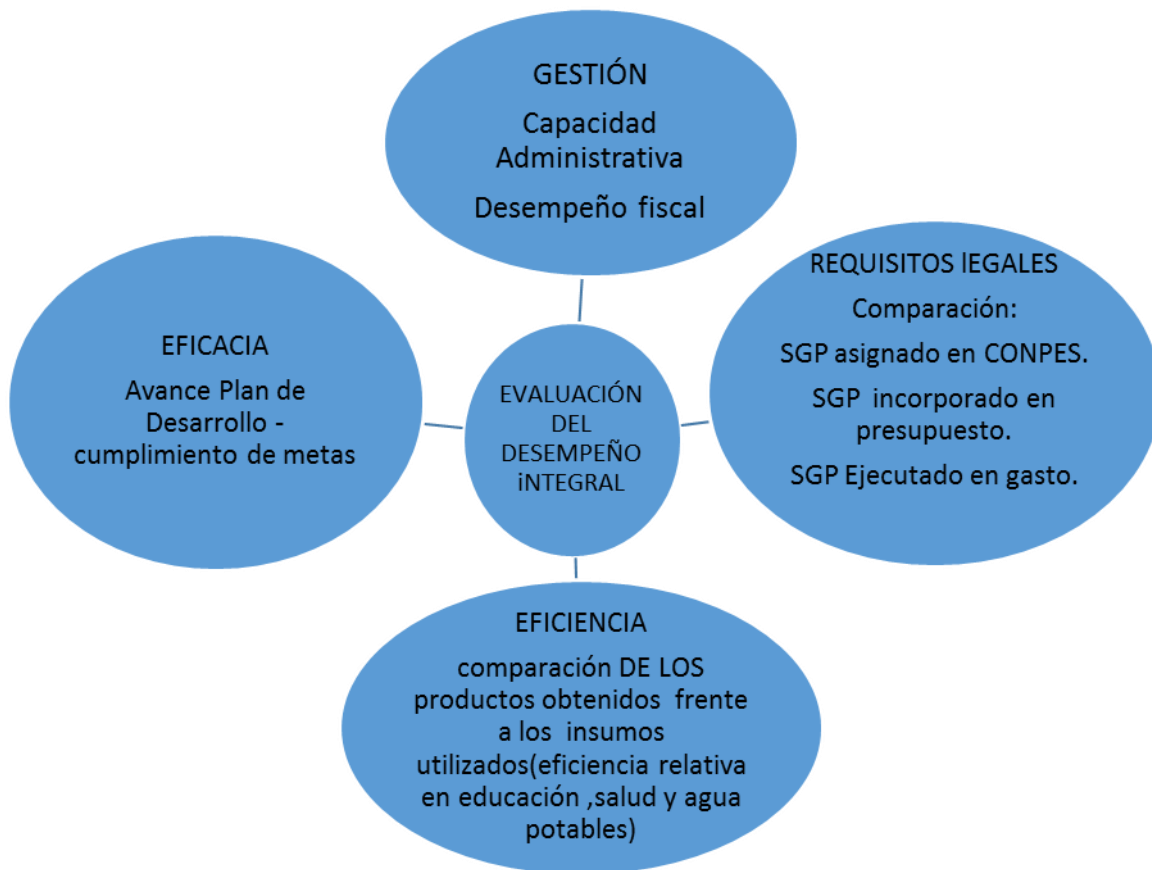 GESTIÓN
Capacidad
Administrativa
Desempeño fiscal
REQUISITOS lEGALES
Comparación:
SGP asignado en CONPES.
SGP incorporado en
presupuesto.
SGP Ejecutado en gasto.
EFICACIA
Avance Plan de
Desarrollo -
cumplimiento de metas
EVALUACIÓN
DEL
DESEMPEÑO
iNTEGRAL
EFICIENCIA
comparación DE LOS
productos obtenidos frente
a los insumos
utilizados(eficiencia relativa
en educación ,salud y agua
potables)